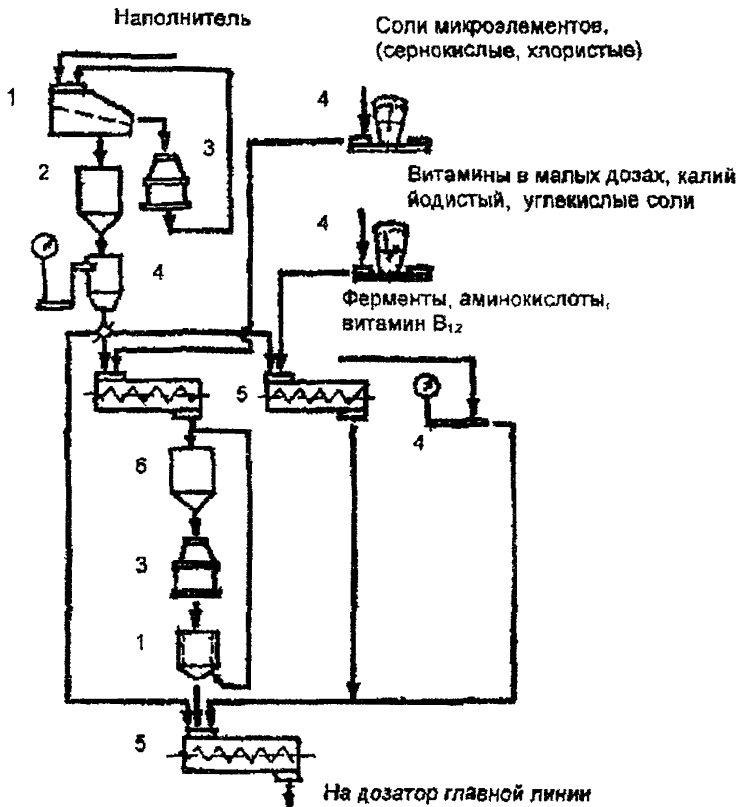 Наполнитель
Соли микроэлементов,
(сернокислые, хлористые)
1
4
3
2
Витамины в малых дозах, калий
йодистый, углекислые соли
4
4
Ферменты, аминокислоты,
витамин В12
5
4
6
3
1
5
На дозатор главной линии